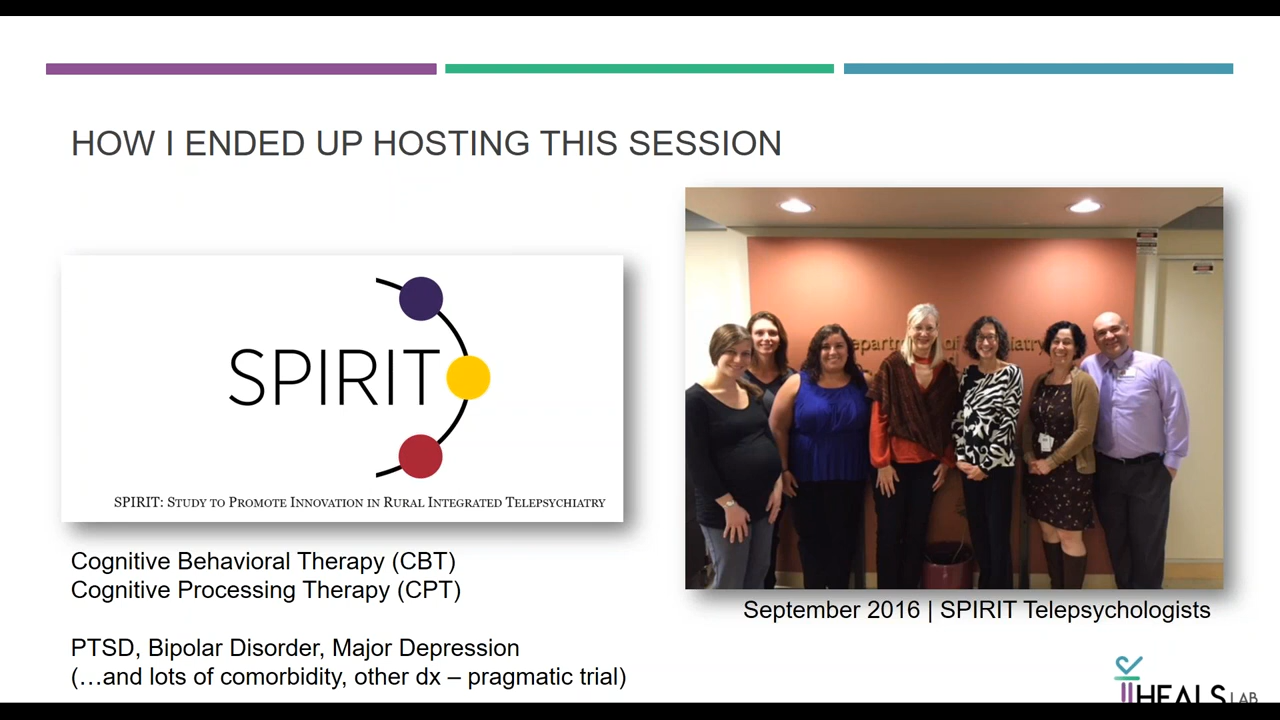 HOW I ENDED UP HOSTING THIS SESSION
SPIRIT
SPIRIT: STUDY TO PROMOTE INNOVATION IN RURAL INTEGRATED TELEPSYCHIATRY
Cognitive Behavioral Therapy (CBT)
Cognitive Processing Therapy (CPT)
PTSD, Bipolar Disorder, Major Depression
(…and lots of comorbidity, other dx – pragmatic trial)
of
September 2016 | SPIRIT Telepsychologists
HEALS LAB